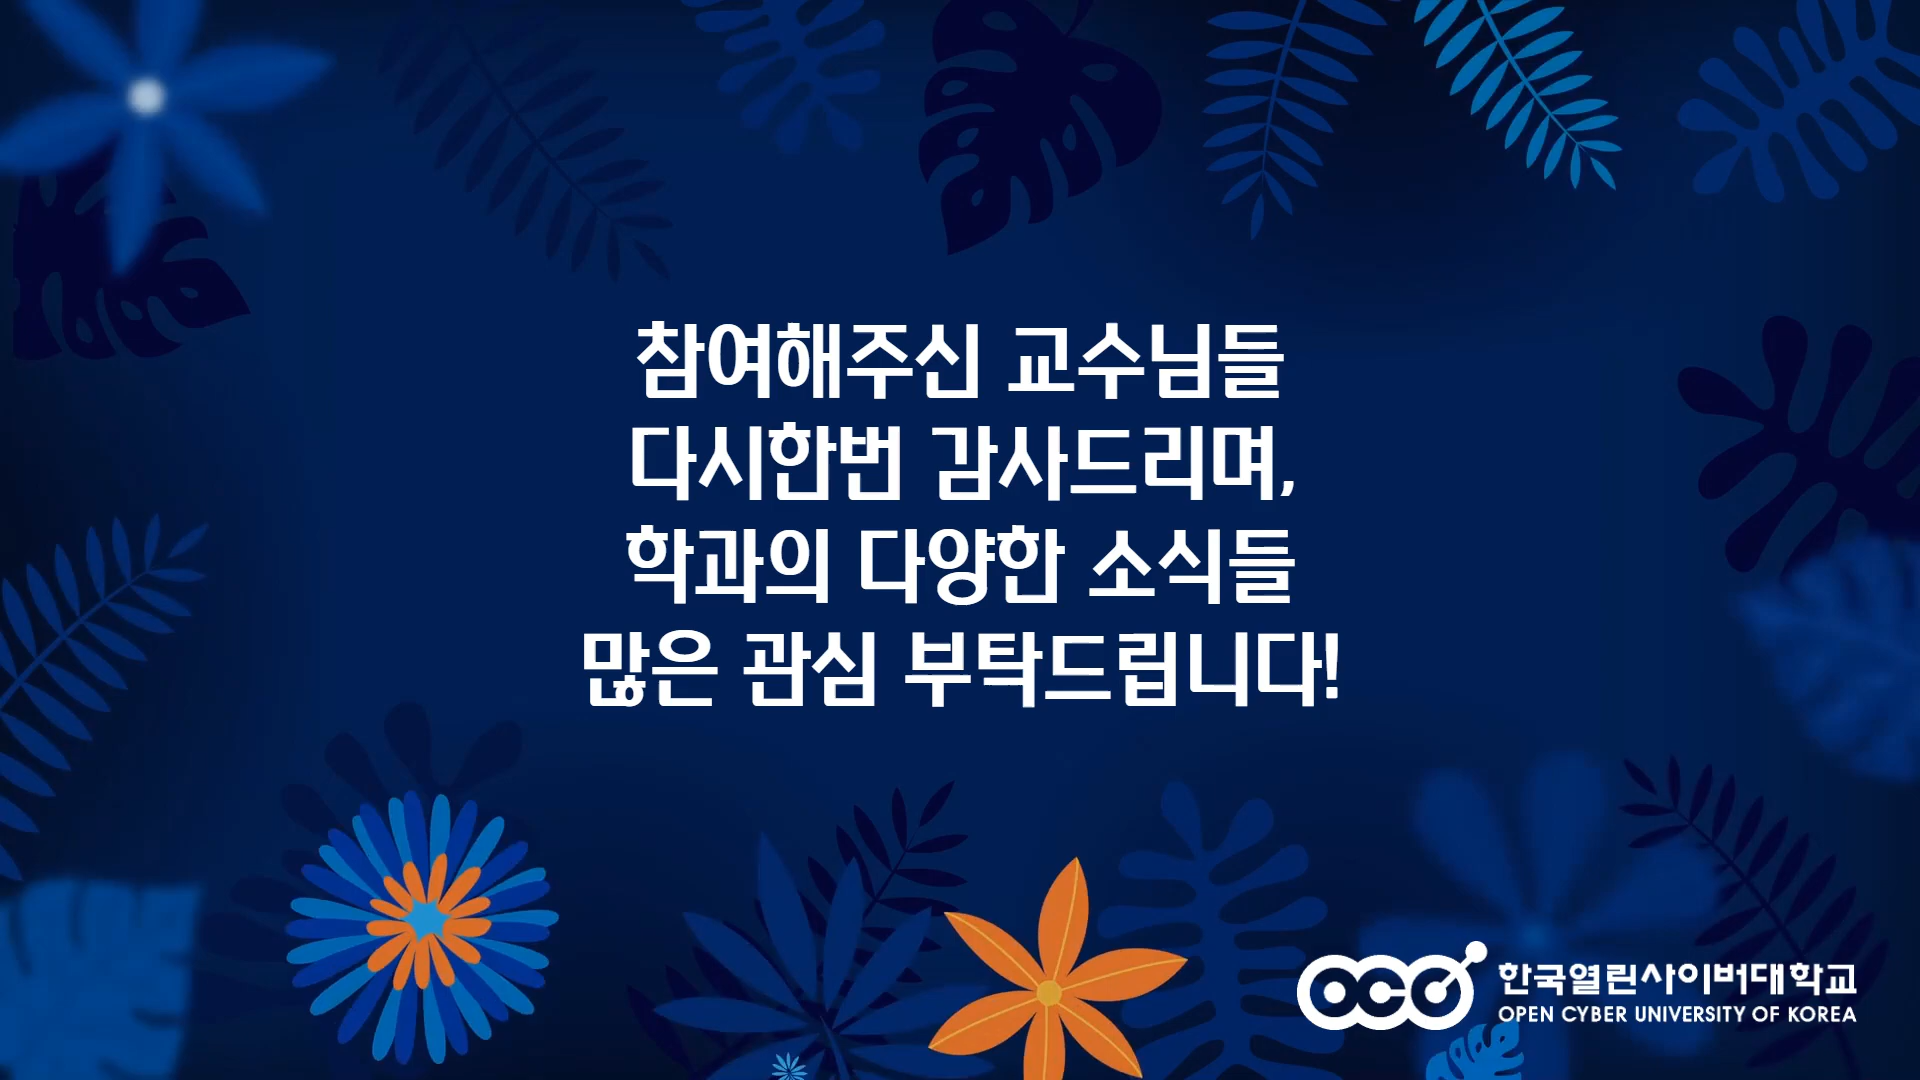 참여해주신 교수님들
다시한번 감사드리며,
학과의 다양한 소식들
많은 관심 부탁드립니다!
OCO 한국열린사이버대학교
OPEN CYBER UNIVERSITY OF KOREA